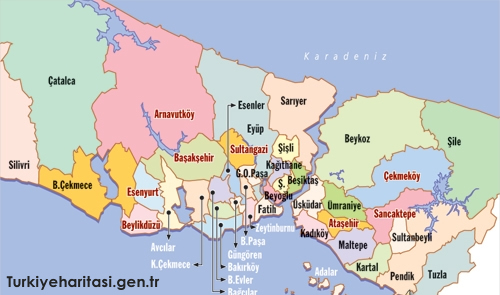 Karadeniz
Çatalca
Arnavutköy
Esenler
Sarıyer
Eyüp
Beykoz
Şile
Silivri
B.Çekmece
Esenyurt
Başakşehir
Sultangazi
Şişli
Kağıthane
G.O.Paşa
Beşiktaş
Ş.
Beyoğlu
Fatih
Çekmeköy
Ümraniye
Üsküdar
Ataşehir
Sancaktepe
Beylikdüzü
Kadıköy
Sultanbeyli
Maltepe
Kartal
Pendik
Tuzla
Adalar
Zeytinburnu
B.Paşa
Güngören
Bakırköy
B.Evler
Bağcılar
Avcılar
K.Çekmece
Turkiyeharitasi.gen.tr